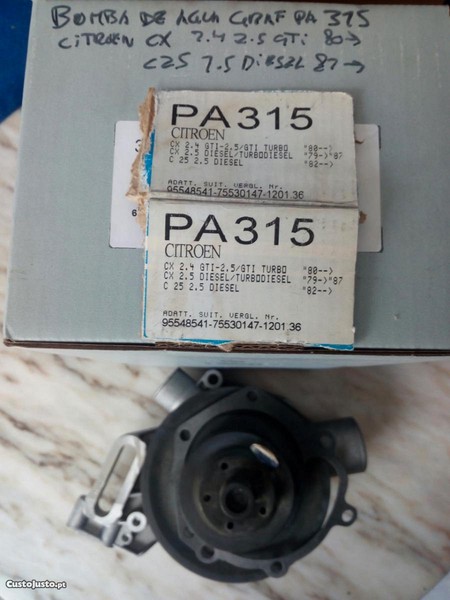 BOMBA DE AGUA GRAF PA 315
CITROEN CX 2.4 2.5 GTi 80→
C25 2.5 DiESEL 82→
PA315
CITROEN
CX 2.4 GTI-2.5/GTI TURBO "80-->
CX 2.5 DIESEL/TURBODIESEL "79->"87
C 25 2.5 DIESEL "82-->
ADATT. SUIT. VERGL. Nr.
95548541-75530147-1201.36
PA315
CITROEN
CX 2.4 GTI-2.5/GTI TURBO "80-->
CX 2.5 DIESEL/TURBODIESEL "79->"87
C 25 2.5 DIESEL "82-->
ADATT. SUIT. VERGL. Nr.
95548541-75530147-1201.36
CustoJusto.pt